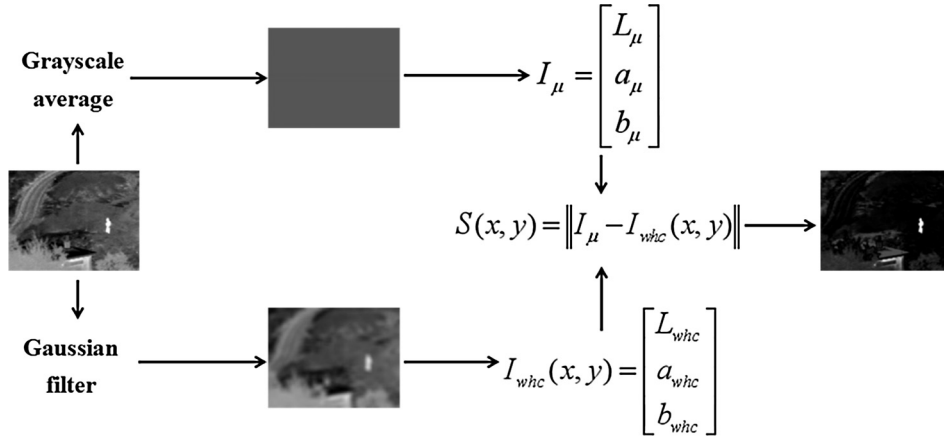 Grayscale
average
I_μ = [L_μ a_μ b_μ]
S(x, y) = ‖I_μ − I_whc(x, y)‖
Gaussian
filter
I_whc(x, y) = [L_whc a_whc b_whc]